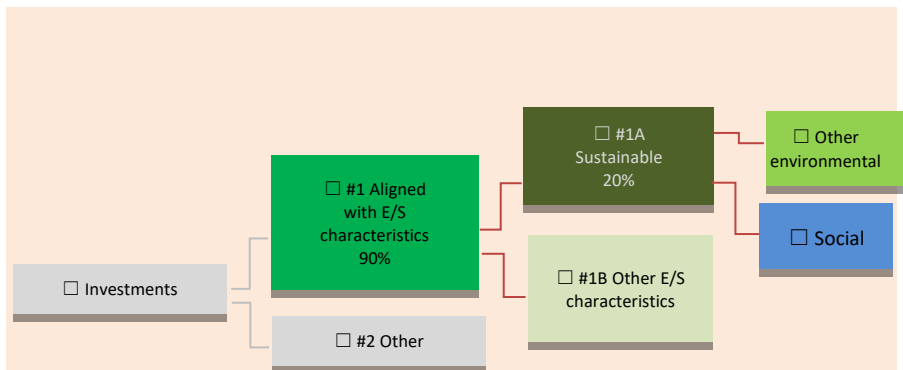 ☐ Investments
☐ #1 Aligned
with E/S
characteristics
90%
☐ #2 Other
☐ #1A
Sustainable
20%
☐ #1B Other E/S
characteristics
☐ Other
environmental
☐ Social